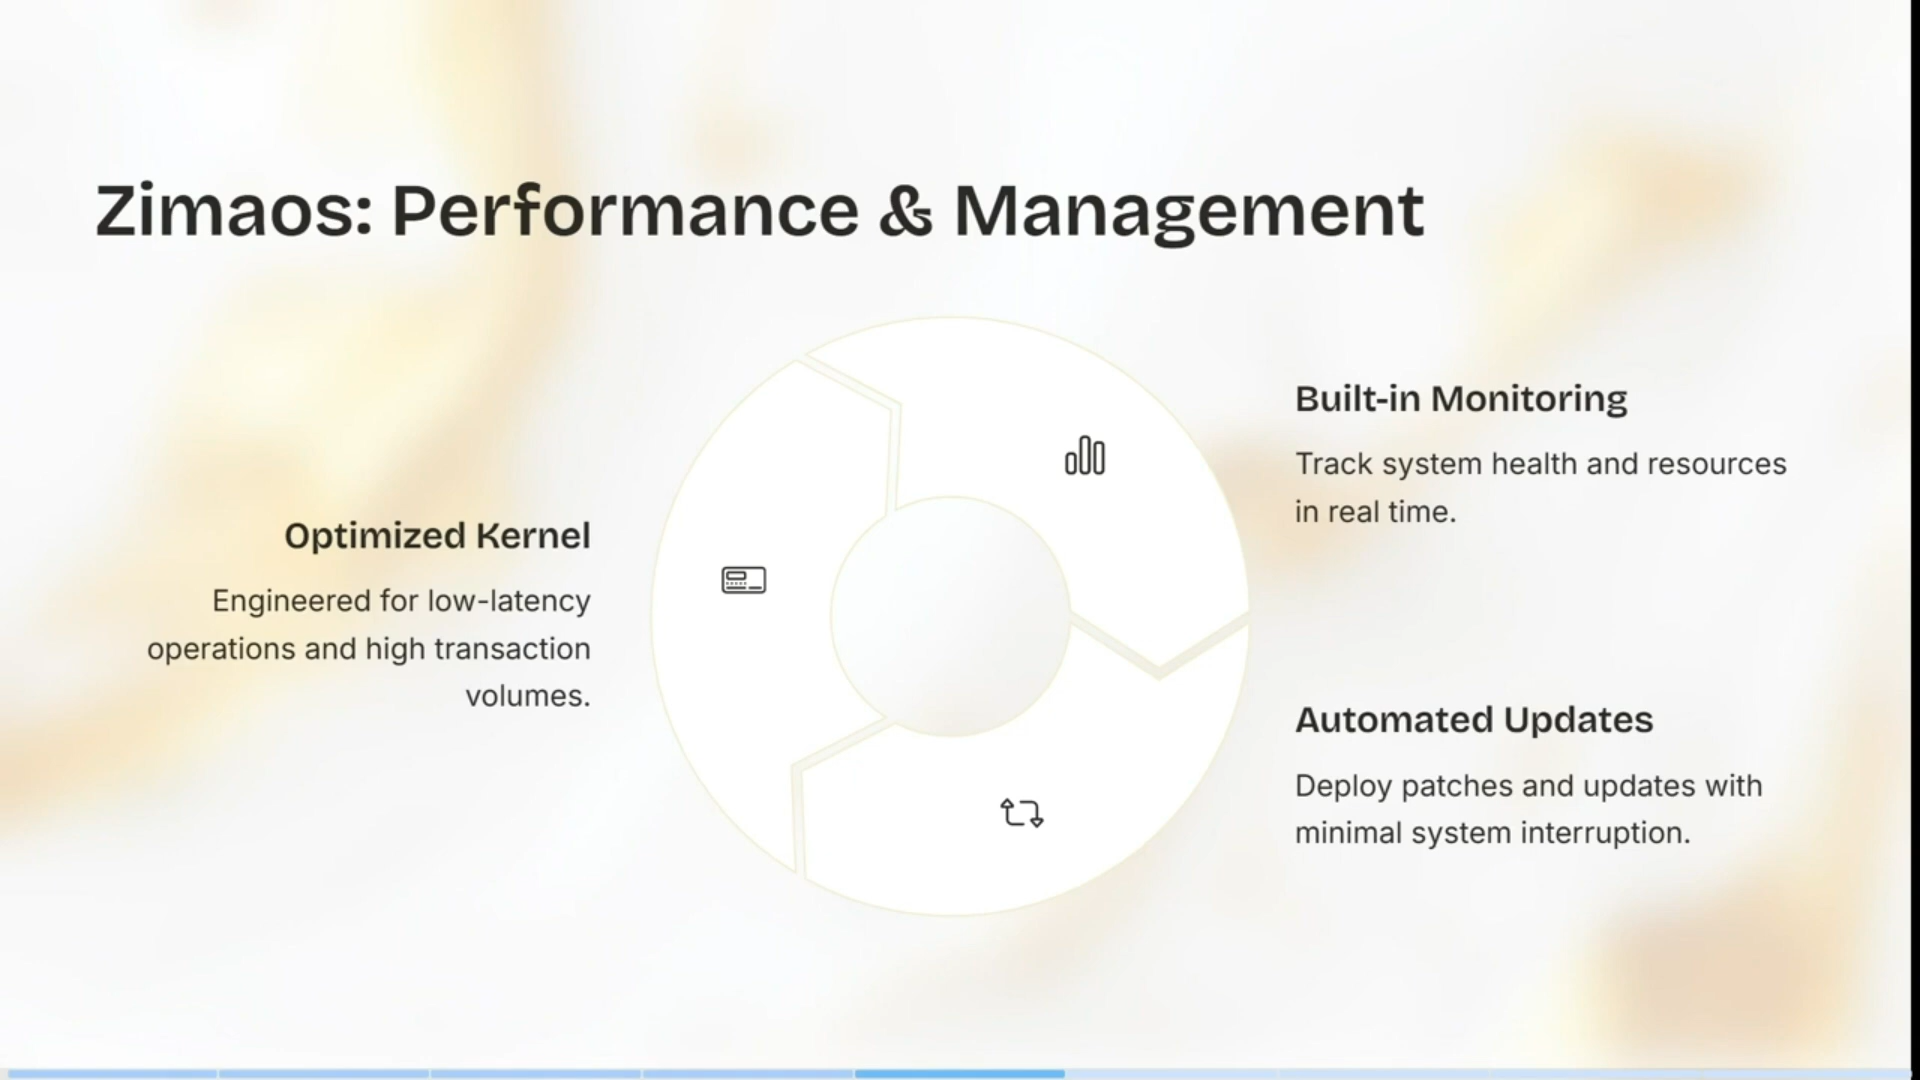 Zimaos: Performance & Management
Built-in Monitoring
Track system health and resources
in real time.
Optimized Kernel
Engineered for low-latency
operations and high transaction
volumes.
Automated Updates
Deploy patches and updates with
minimal system interruption.